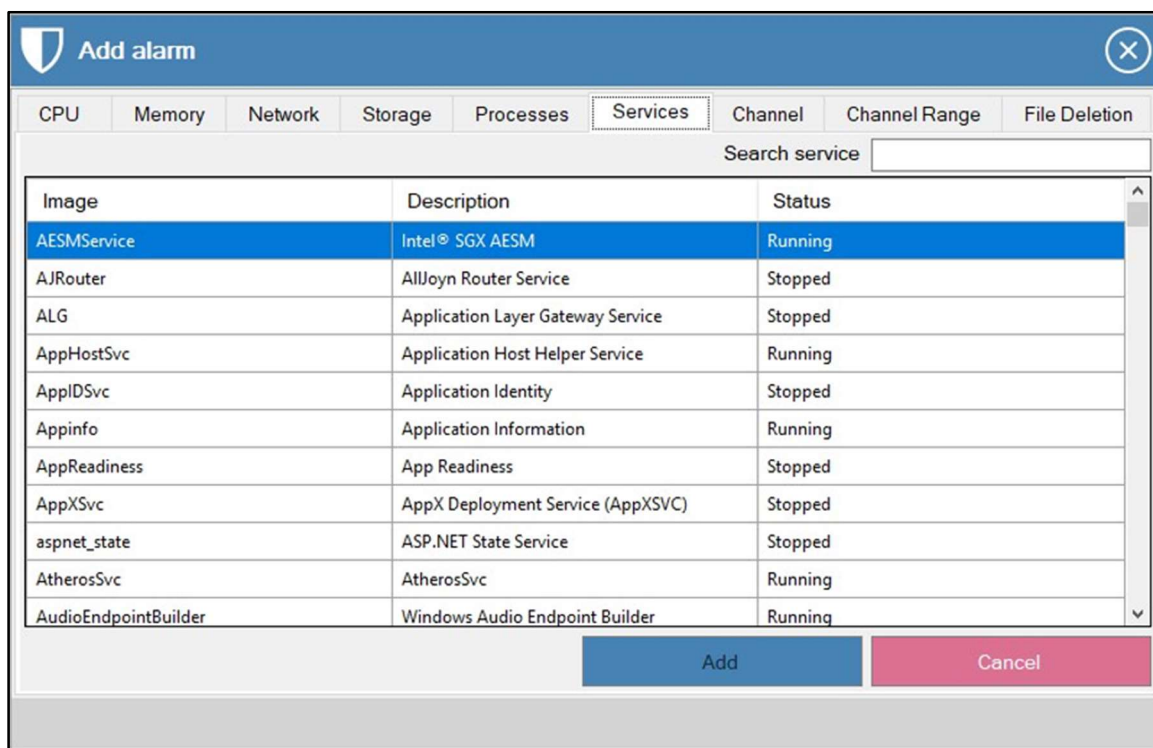 Add alarm
CPU Memory Network Storage Processes Services Channel Channel Range File Deletion
Search service
Image Description Status
AESMService Intel® SGX AESM Running
AJRouter AllJoyn Router Service Stopped
ALG Application Layer Gateway Service Stopped
AppHostSvc Application Host Helper Service Running
AppIDSvc Application Identity Stopped
Appinfo Application Information Running
AppReadiness App Readiness Stopped
AppXSvc AppX Deployment Service (AppXSVC) Stopped
aspnet_state ASP.NET State Service Stopped
AtherosSvc AtherosSvc Running
AudioEndpointBuilder Windows Audio Endpoint Builder Running
Add Cancel